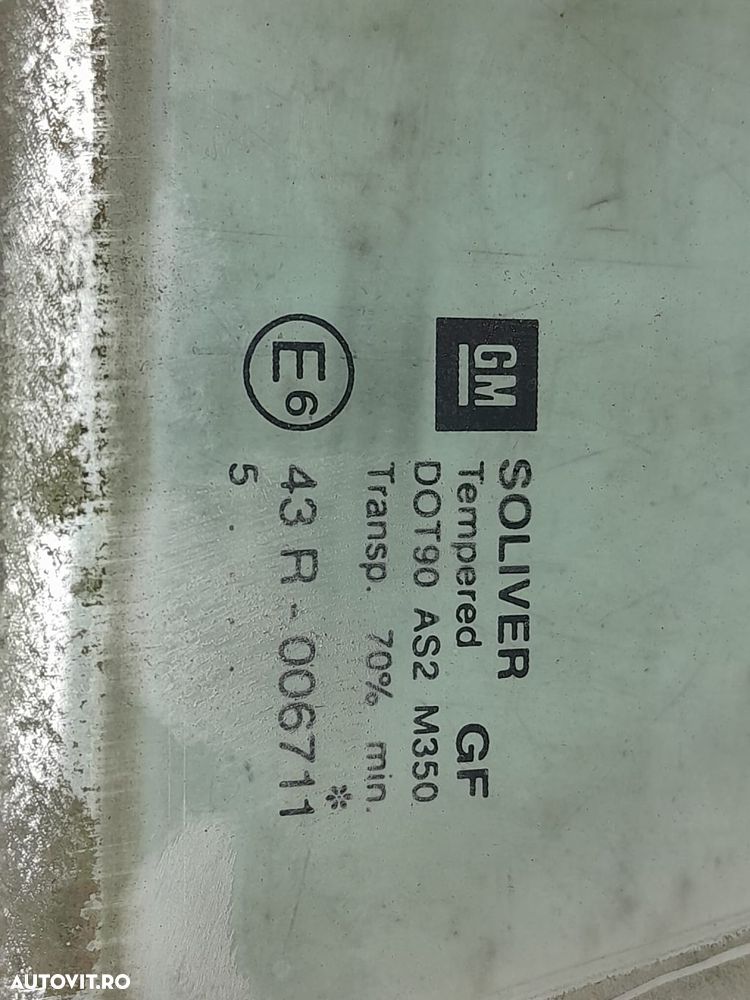 GM
SOLIVER
Tempered GF
DOT90 AS2 M350
Transp. 70% min.
*
E6 43 R - 006711
5 .
AUTOVIT.RO